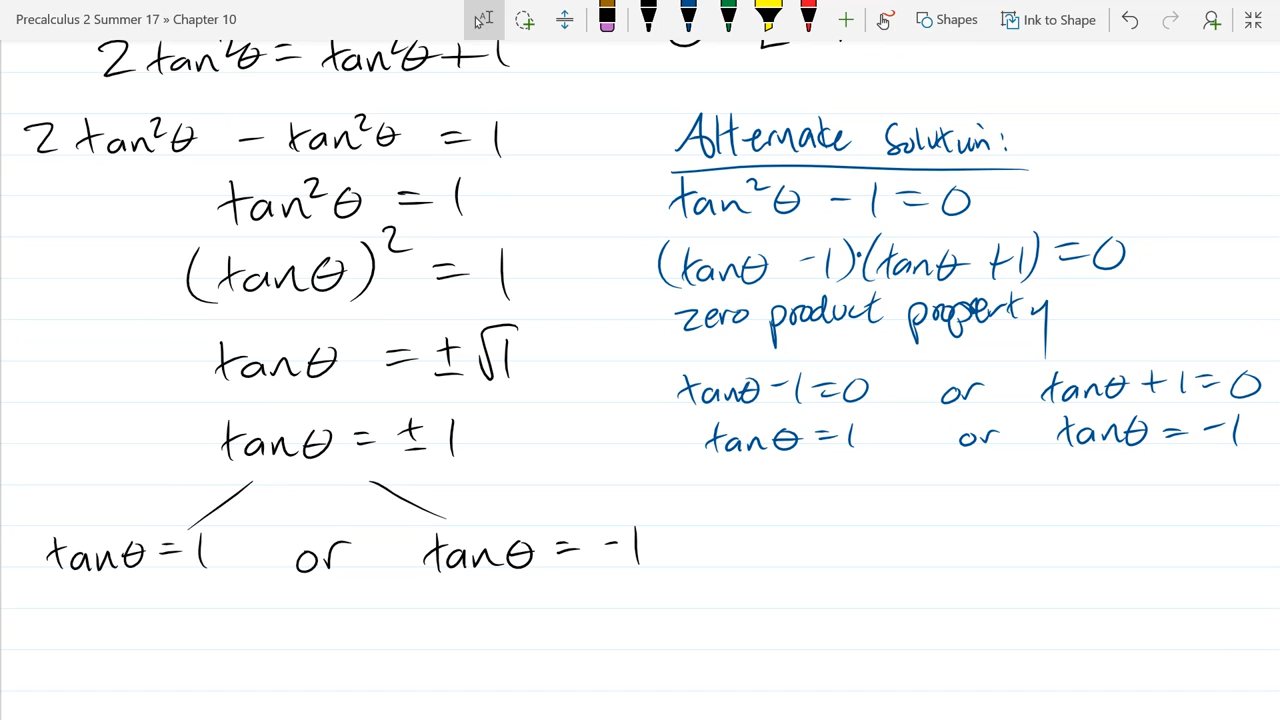 Precalculus 2 Summer 17 » Chapter 10
Shapes
Ink to Shape
2 tan²θ = tan²θ + 1
2 tan²θ - tan²θ = 1
tan²θ = 1
(tanθ)² = 1
tanθ = ± √1
tanθ = ± 1
tanθ = 1 or tanθ = -1
Alternate Solution:
tan²θ - 1 = 0
(tanθ - 1)·(tanθ + 1) = 0
zero product property
tanθ - 1 = 0 or tanθ + 1 = 0
tanθ = 1 or tanθ = -1